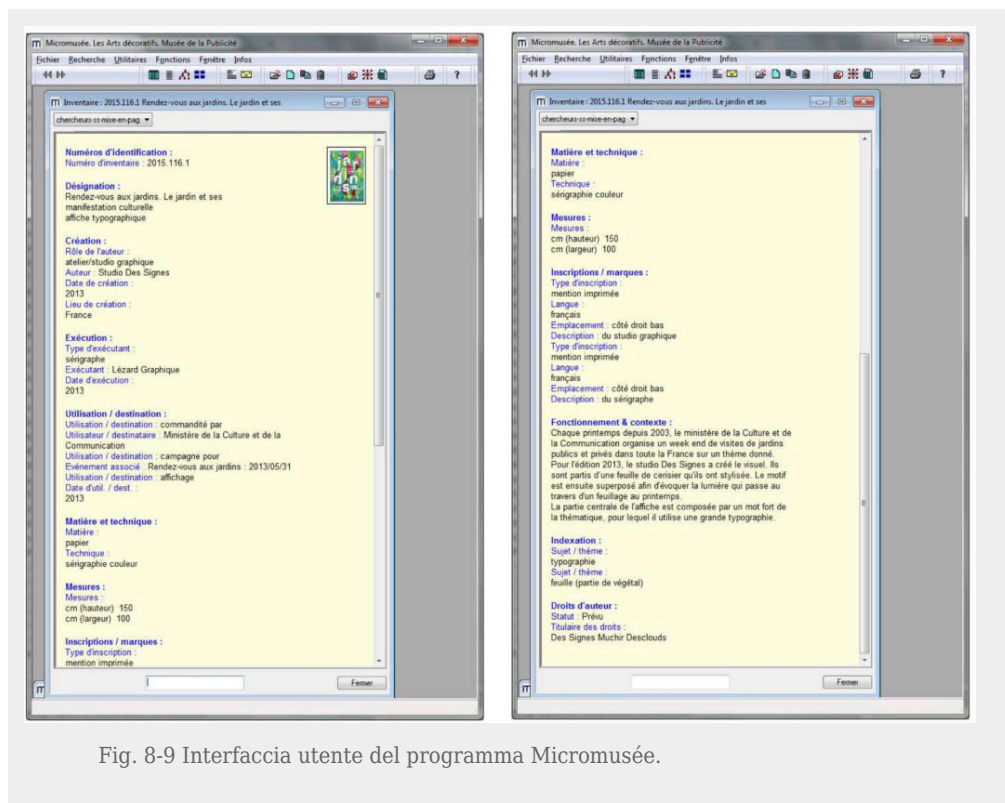 Micromusée. Les Arts décoratifs. Musée de la Publicité
Fichier Recherche Utilitaires Fonctions Fenêtre Infos
Inventaire : 2015.116.1 Rendez-vous aux jardins. Le jardin et ses
chercheurs-ss-mise-en-pag
Numéros d'identification :
Numéro d'inventaire : 2015.116.1
Désignation :
Rendez-vous aux jardins. Le jardin et ses
manifestation culturelle
affiche typographique
Création :
Rôle de l'auteur :
atelier/studio graphique
Auteur : Studio Des Signes
Date de création :
2013
Lieu de création :
France
Exécution :
Type d'exécutant :
sérigraphe
Exécutant : Lézard Graphique
Date d'exécution :
2013
Utilisation / destination :
Utilisation / destination : commandité par
Utilisateur / destinataire : Ministère de la Culture et de la
Communication
Utilisation / destination : campagne pour
Evénement associé : Rendez-vous aux jardins : 2013/05/31
Utilisation / destination : affichage
Date d'util. / dest. :
2013
Matière et technique :
Matière :
papier
Technique :
sérigraphie couleur
Mesures :
Mesures :
cm (hauteur) 150
cm (largeur) 100
Inscriptions / marques :
Type d'inscription :
mention imprimée
Fermer
Micromusée. Les Arts décoratifs. Musée de la Publicité
Fichier Recherche Utilitaires Fonctions Fenêtre Infos
Inventaire : 2015.116.1 Rendez-vous aux jardins. Le jardin et ses
chercheurs-ss-mise-en-pag
Matière et technique :
Matière :
papier
Technique :
sérigraphie couleur
Mesures :
Mesures :
cm (hauteur) 150
cm (largeur) 100
Inscriptions / marques :
Type d'inscription :
mention imprimée
Langue :
français
Emplacement : côté droit bas
Description : du studio graphique
Type d'inscription :
mention imprimée
Langue :
français
Emplacement : côté droit bas
Description : du sérigraphe
Fonctionnement & contexte :
Chaque printemps depuis 2003, le ministère de la Culture et de
la Communication organise un week end de visites de jardins
publics et privés dans toute la France sur un thème donné.
Pour l'édition 2013, le studio Des Signes a créé le visuel. Ils
sont partis d'une feuille de cerisier qu'ils ont stylisée. Le motif
est ensuite superposé afin d'évoquer la lumière qui passe au
travers d'un feuillage au printemps.
La partie centrale de l'affiche est composée par un mot fort de
la thématique, pour lequel il utilise une grande typographie.
Indexation :
Sujet / thème :
typographie
Sujet / thème :
feuille (partie de végétal)
Droits d'auteur :
Statut : Prévu
Titulaire des droits :
Des Signes Muchir Desclouds
Fermer
Fig. 8-9 Interfaccia utente del programma Micromusée.